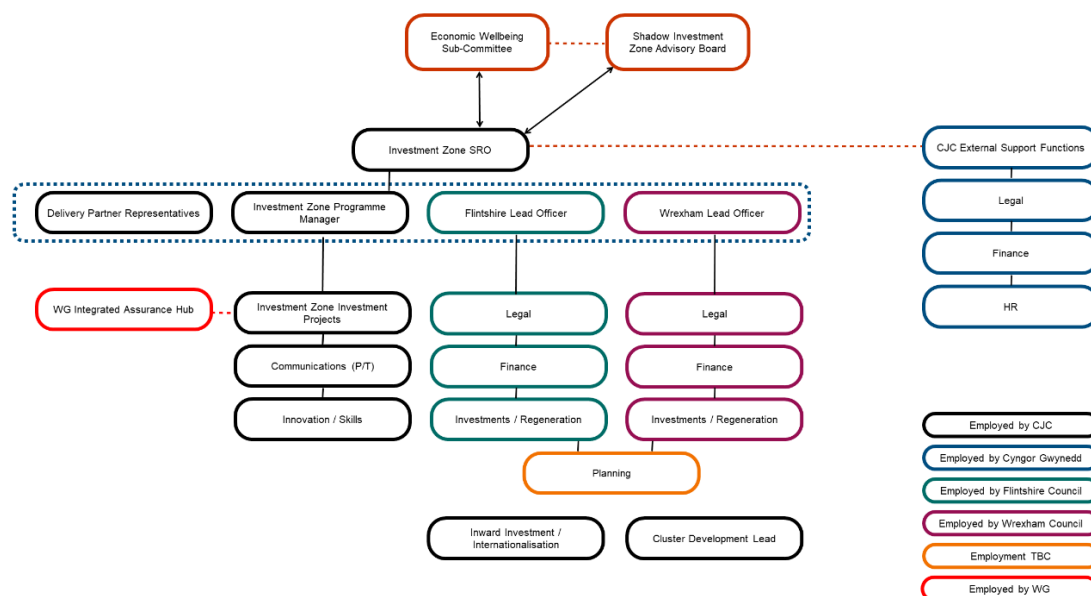 Economic Wellbeing
Sub-Committee
Shadow Investment
Zone Advisory Board
Investment Zone SRO
CJC External Support Functions
Delivery Partner Representatives
Investment Zone Programme
Manager
Flintshire Lead Officer
Wrexham Lead Officer
Legal
Finance
HR
WG Integrated Assurance Hub
Investment Zone Investment
Projects
Legal
Legal
Communications (P/T)
Finance
Finance
Innovation / Skills
Investments / Regeneration
Investments / Regeneration
Planning
Inward Investment /
Internationalisation
Cluster Development Lead
Employed by CJC
Employed by Cyngor Gwynedd
Employed by Flintshire Council
Employed by Wrexham Council
Employment TBC
Employed by WG